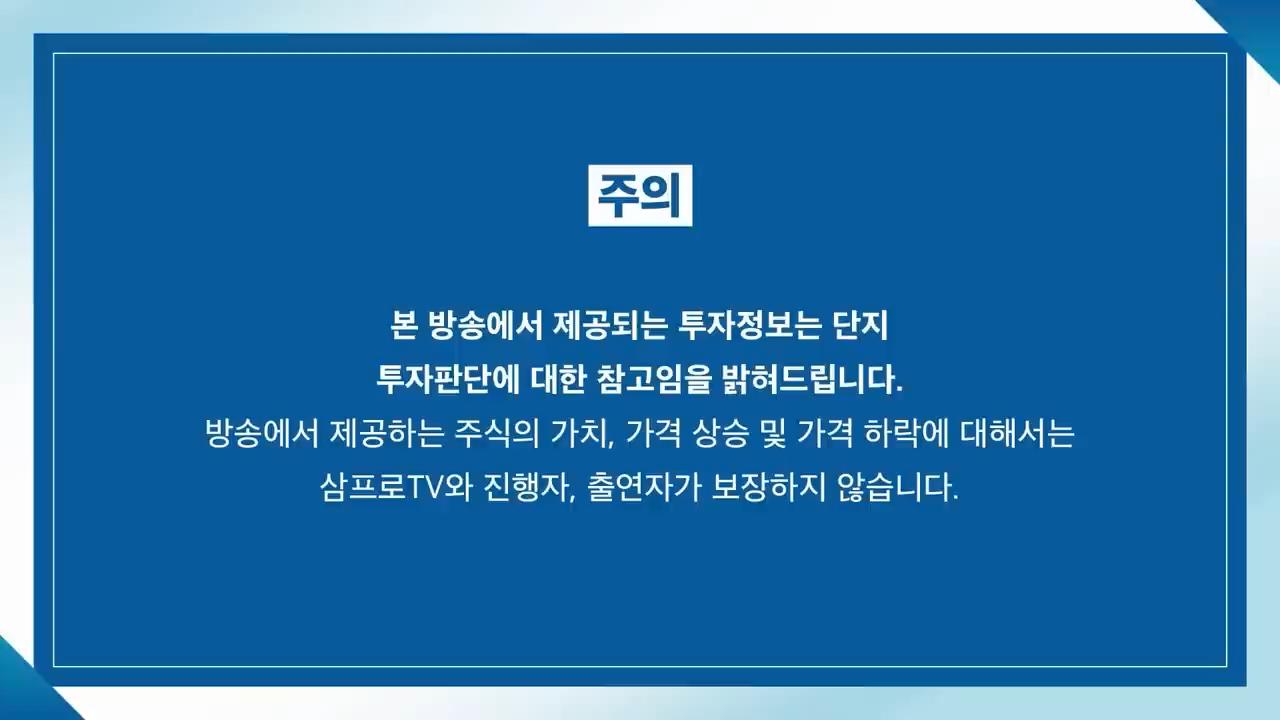 주의
본 방송에서 제공되는 투자정보는 단지
투자판단에 대한 참고임을 밝혀드립니다.
방송에서 제공하는 주식의 가치, 가격 상승 및 가격 하락에 대해서는
삼프로TV와 진행자, 출연자가 보장하지 않습니다.